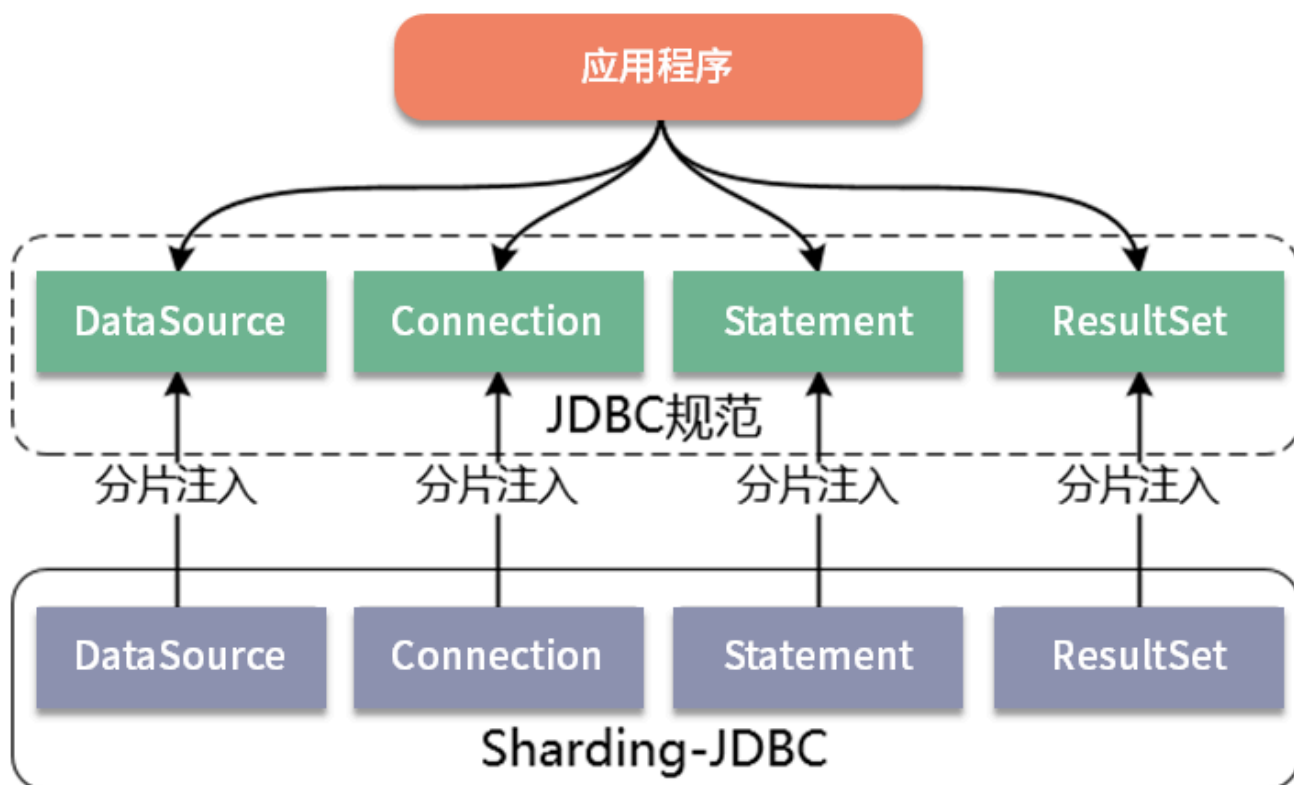 应用程序
DataSource
Connection
Statement
ResultSet
JDBC规范
分片注入
分片注入
分片注入
分片注入
DataSource
Connection
Statement
ResultSet
Sharding-JDBC